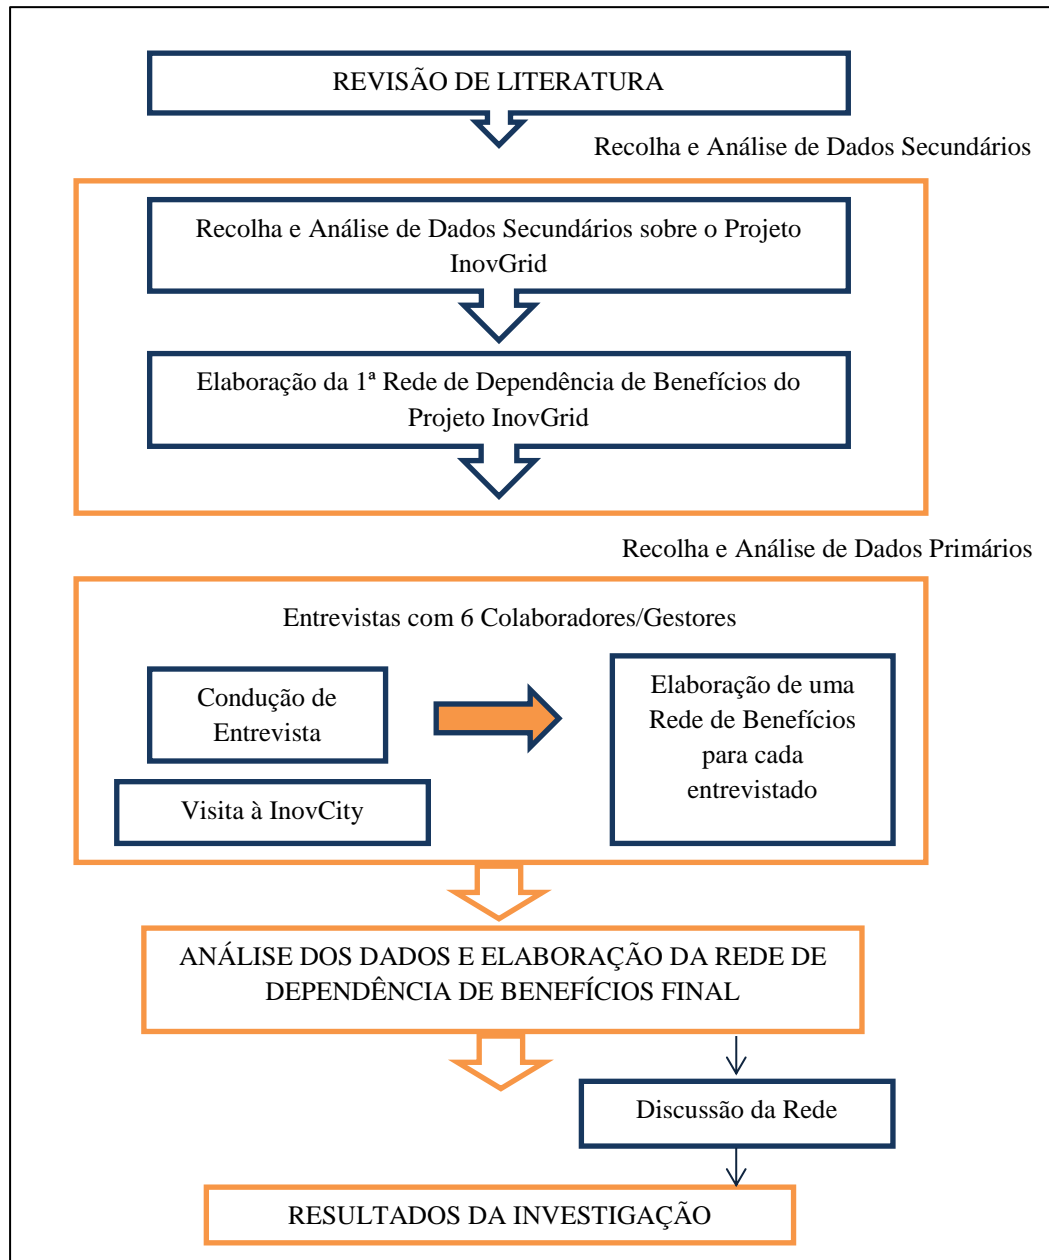 REVISÃO DE LITERATURA
Recolha e Análise de Dados Secundários
Recolha e Análise de Dados Secundários sobre o Projeto
InovGrid
Elaboração da 1ª Rede de Dependência de Benefícios do
Projeto InovGrid
Recolha e Análise de Dados Primários
Entrevistas com 6 Colaboradores/Gestores
Condução de
Entrevista
Visita à InovCity
Elaboração de uma
Rede de Benefícios
para cada
entrevistado
ANÁLISE DOS DADOS E ELABORAÇÃO DA REDE DE
DEPENDÊNCIA DE BENEFÍCIOS FINAL
Discussão da Rede
RESULTADOS DA INVESTIGAÇÃO